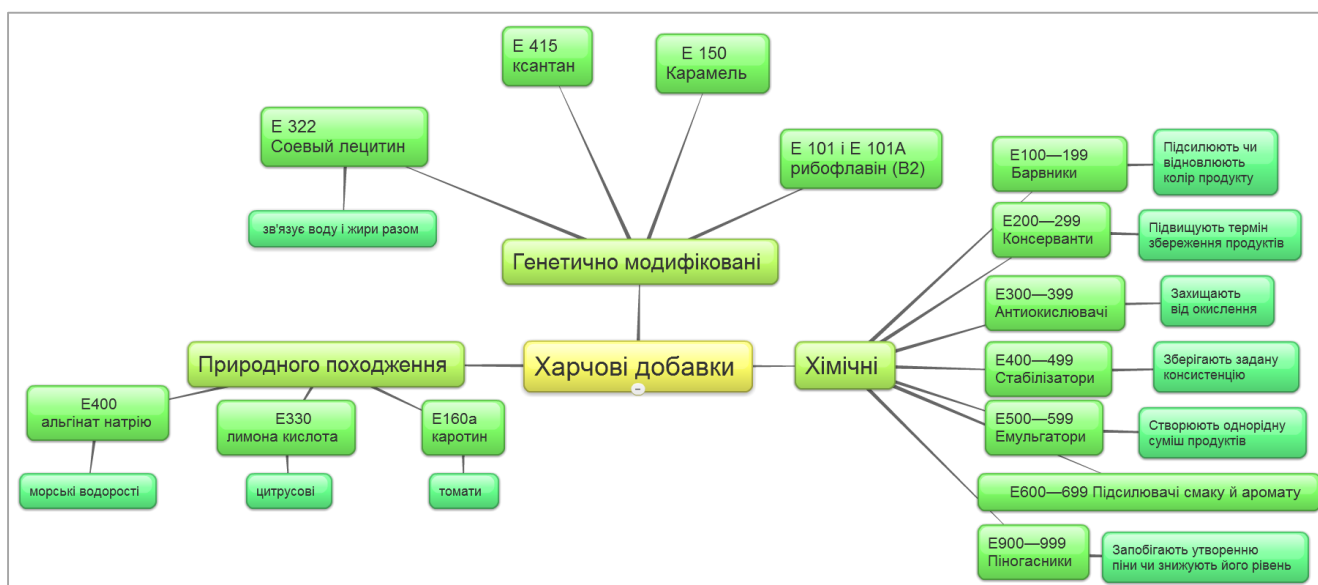 Е 415
ксантан
Е 150
Карамель
Е 322
Соевый лецитин
зв'язує воду і жири разом
Е 101 і Е 101А
рибофлавін (В2)
Генетично модифіковані
Харчові добавки
Природного походження
Е400
альгінат натрію
морські водорості
Е330
лимона кислота
цитрусові
Е160а
каротин
томати
Хімічні
Е100—199
Барвники
Підсилюють чи
відновлюють
колір продукту
Е200—299
Консерванти
Підвищують термін
збереження продуктів
Е300—399
Антиокислювачі
Захищають
від окислення
Е400—499
Стабілізатори
Зберігають задану
консистенцію
Е500—599
Емульгатори
Створюють однорідну
суміш продуктів
Е600—699 Підсилювачі смаку й аромату
Е900—999
Піногасники
Запобігають утворенню
піни чи знижують його рівень